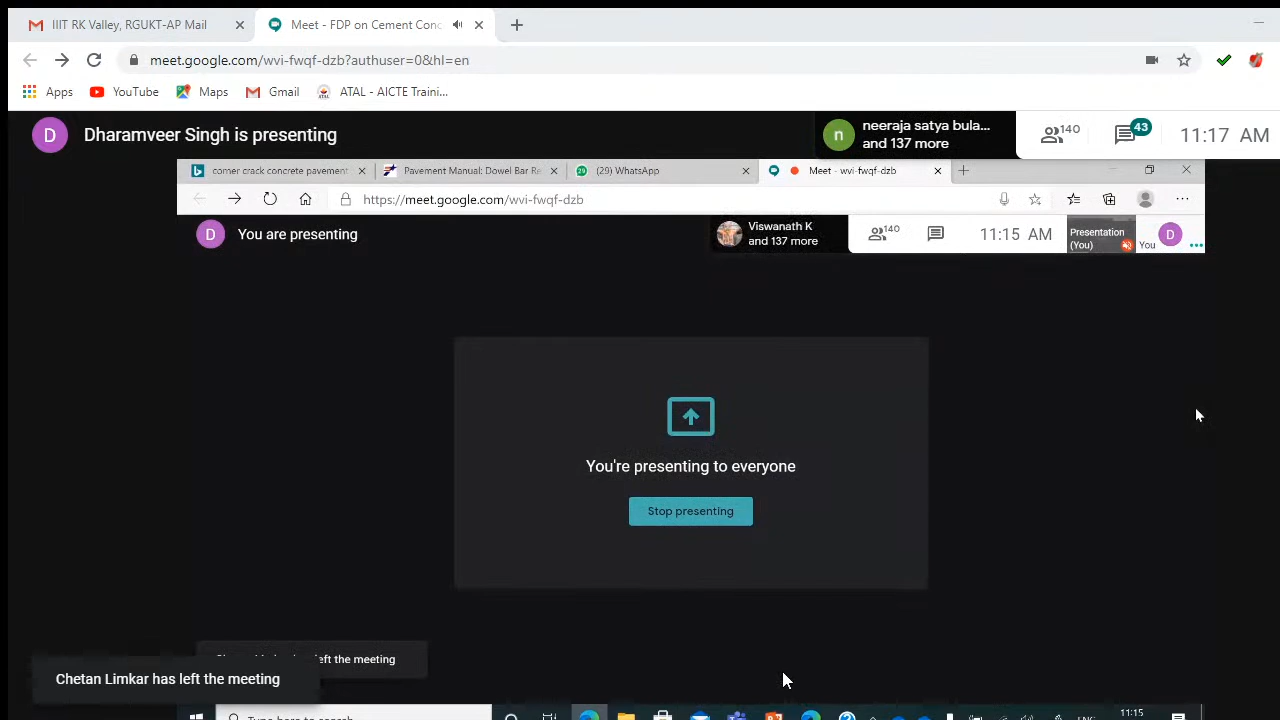 IIIT RK Valley, RGUKT-AP Mail
Meet - FDP on Cement Conc
meet.google.com/wvi-fwqf-dzb?authuser=0&hl=en
Apps
YouTube
Maps
Gmail
ATAL - AICTE Traini...
D
Dharamveer Singh is presenting
n
neeraja satya bula...
and 137 more
140
43
11:17 AM
corner crack concrete pavement
Pavement Manual: Dowel Bar Re
(29) WhatsApp
Meet - wvi-fwqf-dzb
https://meet.google.com/wvi-fwqf-dzb
D
You are presenting
Viswanath K
and 137 more
140
11:15 AM
Presentation
(You)
You
D
You're presenting to everyone
Stop presenting
left the meeting
Chetan Limkar has left the meeting
Type here to search
11:15
ENG